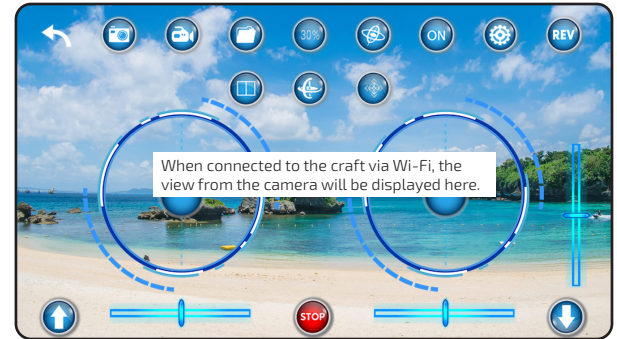 30%
ON
REV
When connected to the craft via Wi-Fi, the
view from the camera will be displayed here.
STOP